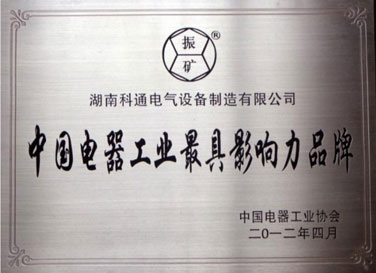 振
矿
®
湖南科通电气设备制造有限公司
中国电器工业最具影响力品牌
中国电器工业协会
二〇一二年四月